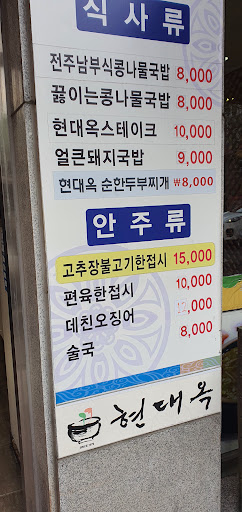 식사류
전주남부식콩나물국밥 8,000
끓이는콩나물국밥 8,000
현대옥스테이크 10,000
얼큰돼지국밥 9,000
현대옥 순한두부찌개 ₩8,000
안주류
고추장불고기한접시 15,000
편육한접시 10,000
데친오징어 12,000
술국 8,000
현대옥